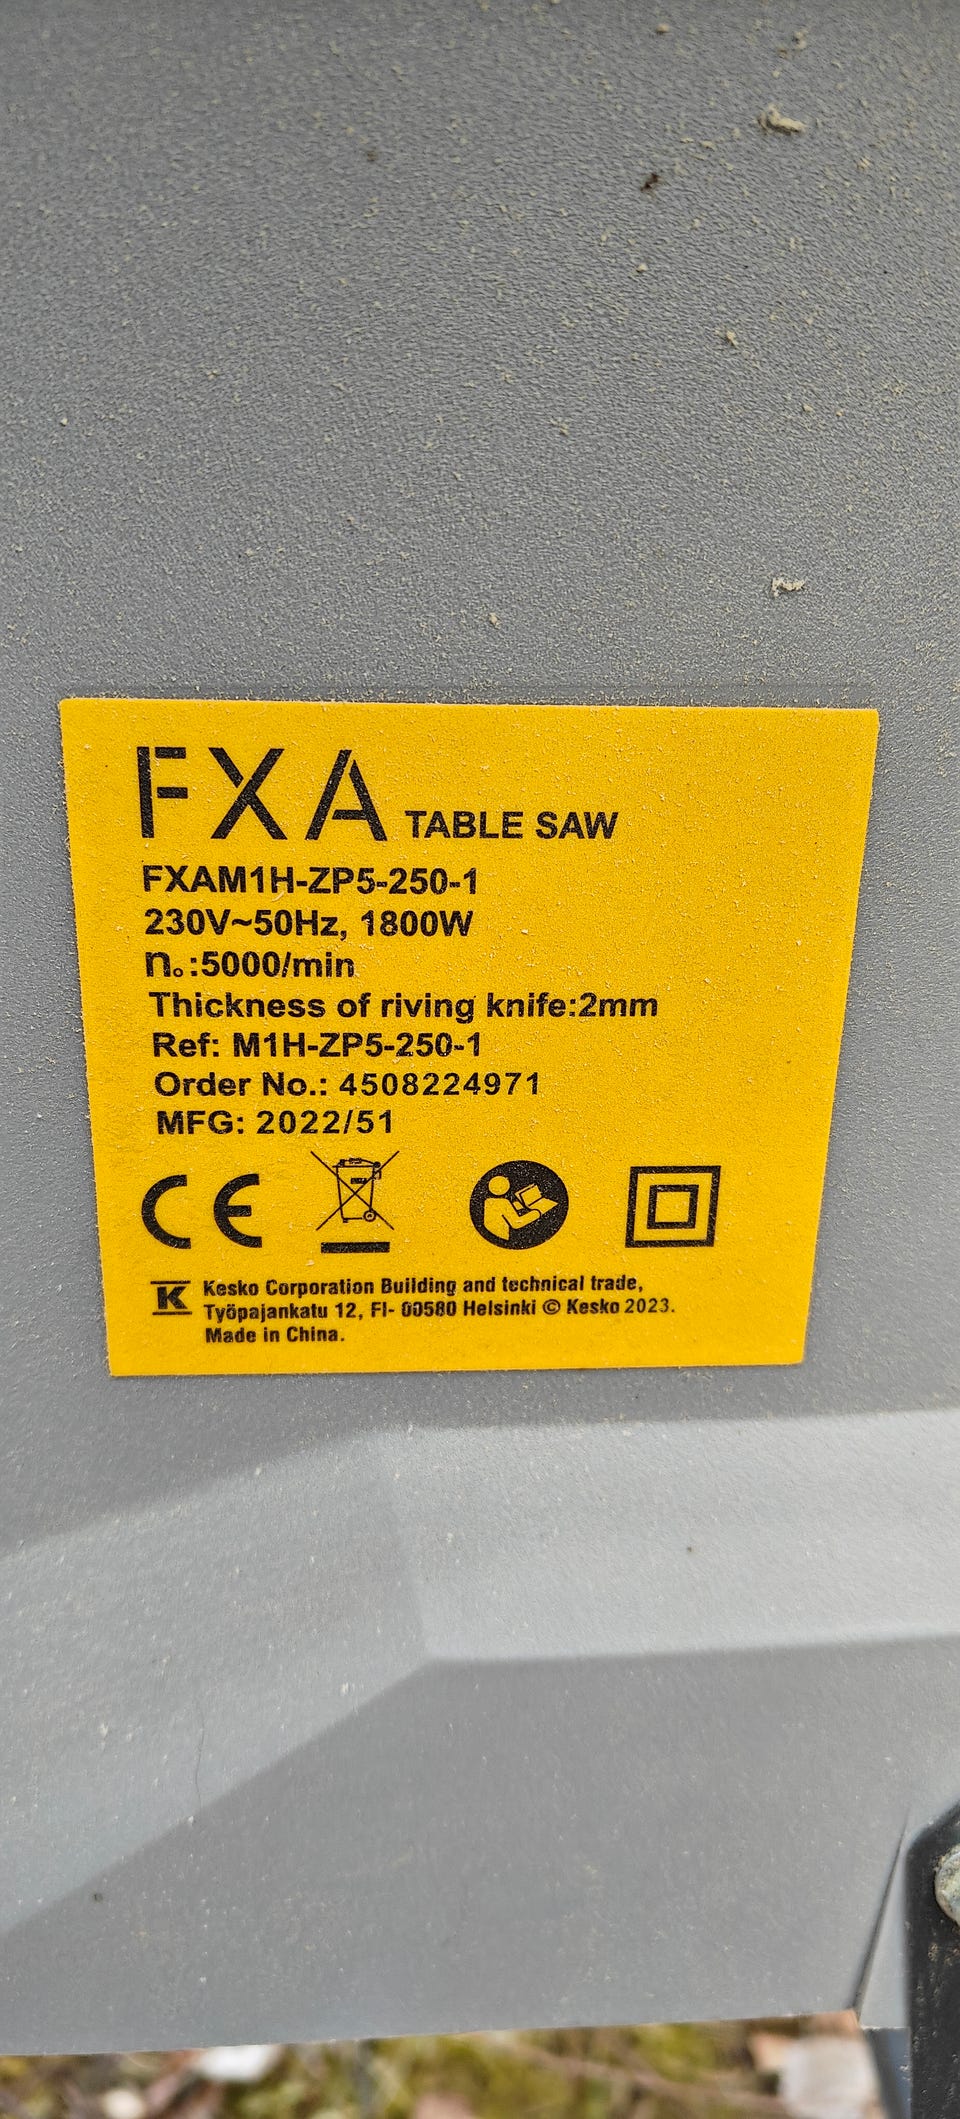 FXA TABLE SAW
FXAM1H-ZP5-250-1
230V~50Hz, 1800W
n₀:5000/min
Thickness of riving knife:2mm
Ref: M1H-ZP5-250-1
Order No.: 4508224971
MFG: 2022/51
CE
K Kesko Corporation Building and technical trade,
Työpajankatu 12, FI- 00580 Helsinki © Kesko 2023.
Made in China.